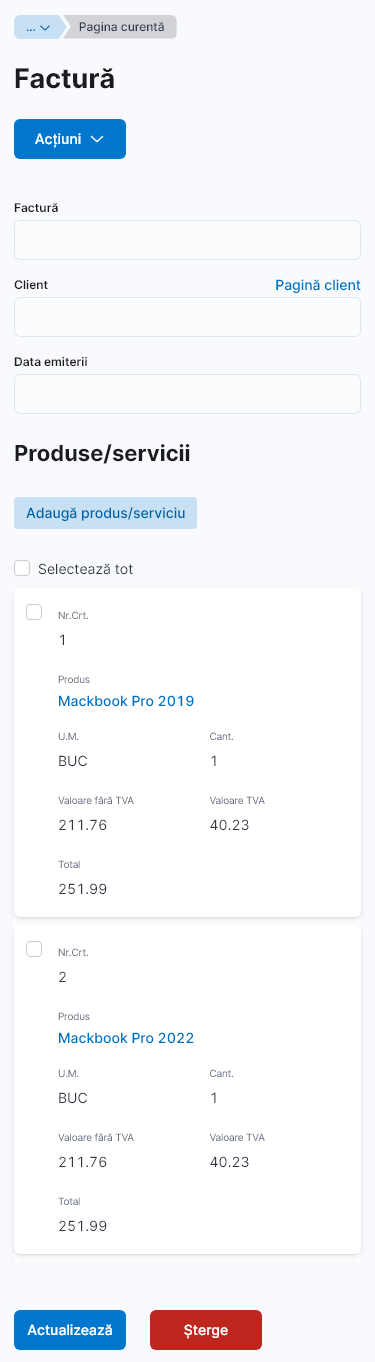 ... Pagina curentă
Factură
Acțiuni
Factură
Client Pagină client
Data emiterii
Produse/servicii
Adaugă produs/serviciu
Selectează tot
Nr.Crt.
1
Produs
Mackbook Pro 2019
U.M. Cant.
BUC 1
Valoare fără TVA Valoare TVA
211.76 40.23
Total
251.99
Nr.Crt.
2
Produs
Mackbook Pro 2022
U.M. Cant.
BUC 1
Valoare fără TVA Valoare TVA
211.76 40.23
Total
251.99
Actualizează Șterge